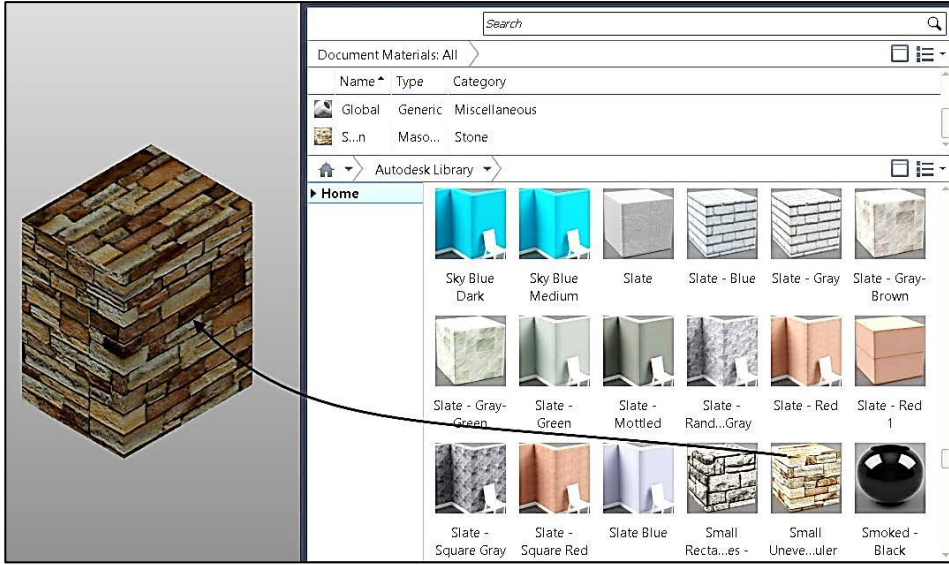 Search
Document Materials: All
Name Type Category
Global Generic Miscellaneous
S...n Maso... Stone
Autodesk Library
Home
Sky Blue Dark
Sky Blue Medium
Slate
Slate - Blue
Slate - Gray
Slate - Gray-Brown
Slate - Gray-Green
Slate - Green
Slate - Mottled
Slate - Rand...Gray
Slate - Red
Slate - Red 1
Slate - Square Gray
Slate - Square Red
Slate Blue
Small Recta...es -
Small Uneve...uler
Smoked - Black